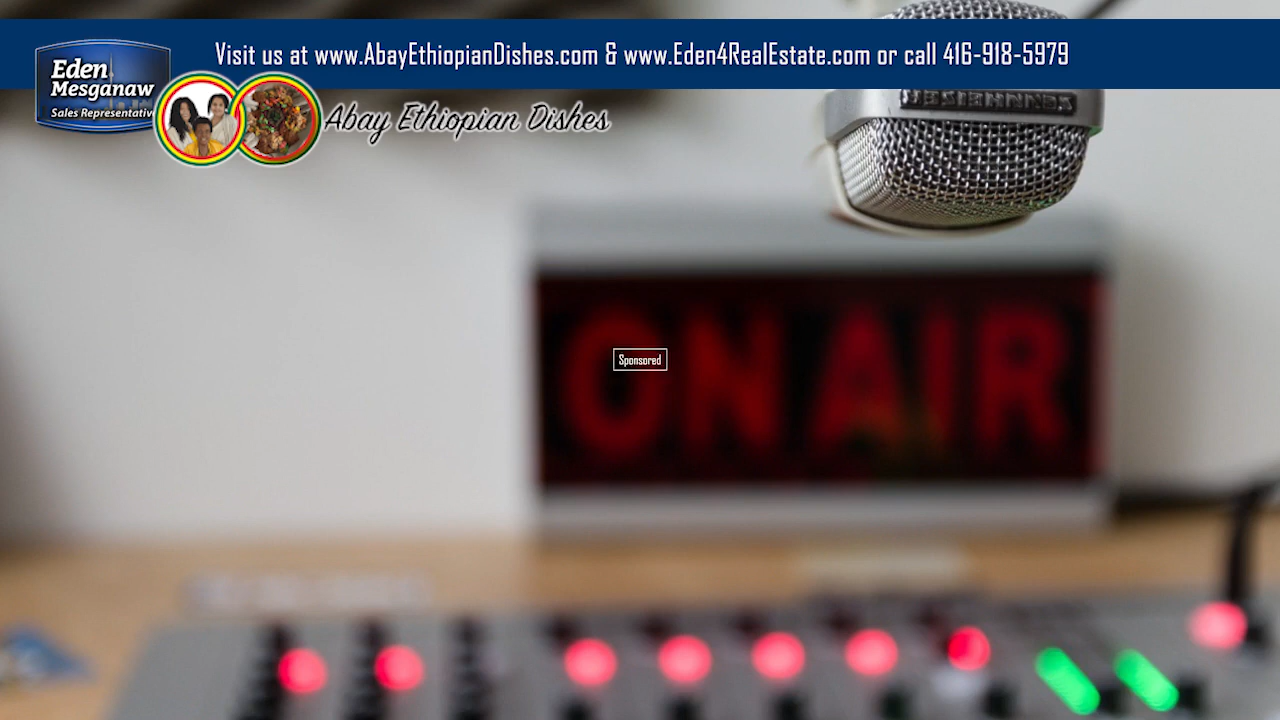 Visit us at www.AbayEthiopianDishes.com & www.Eden4RealEstate.com or call 416-918-5979
Eden
Mesganaw
Sales Representative
Abay Ethiopian Dishes
Sponsored
ON AIR